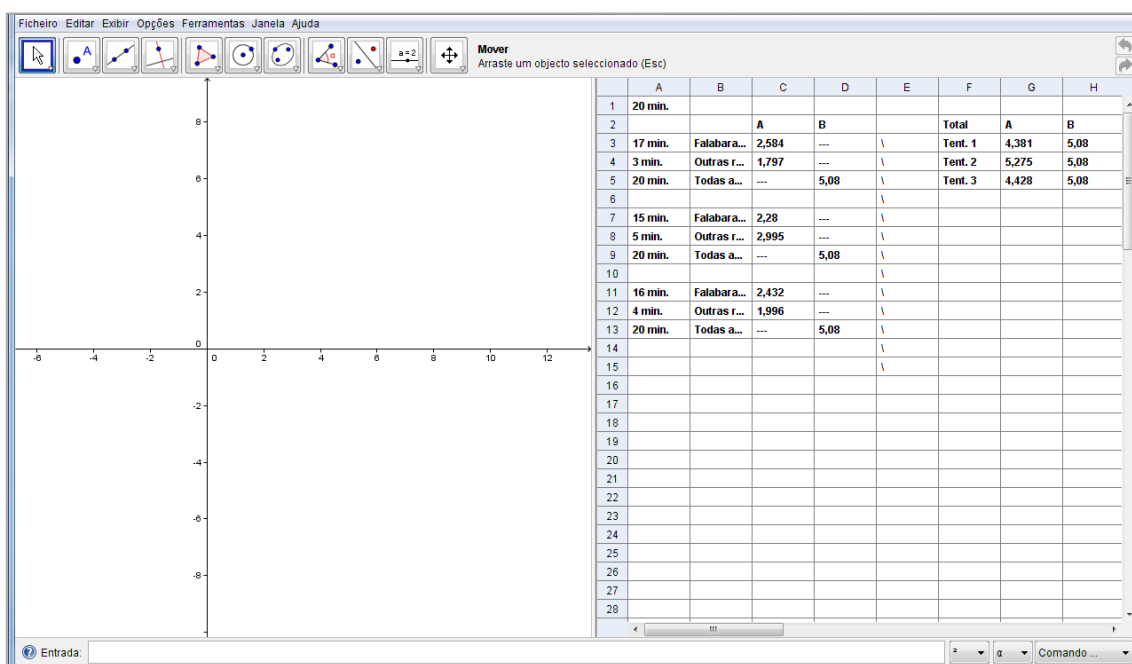 Ficheiro Editar Exibir Opções Ferramentas Janela Ajuda
A
α
a=2
Mover
Arraste um objecto seleccionado (Esc)
A B C D E F G H
1 20 min.
2 A B Total A B
3 17 min. Falabara... 2,584 --- \ Tent. 1 4,381 5,08
4 3 min. Outras r... 1,797 --- \ Tent. 2 5,275 5,08
5 20 min. Todas a... --- 5,08 \ Tent. 3 4,428 5,08
6 \
7 15 min. Falabara... 2,28 --- \
8 5 min. Outras r... 2,995 --- \
9 20 min. Todas a... --- 5,08 \
10 \
11 16 min. Falabara... 2,432 --- \
12 4 min. Outras r... 1,996 --- \
13 20 min. Todas a... --- 5,08 \
14 \
15 \
16
17
18
19
20
21
22
23
24
25
26
27
28
8
6
4
2
0
-6 -4 -2 0 2 4 6 8 10 12
-2
-4
-6
-8
Entrada:
² α Comando ...